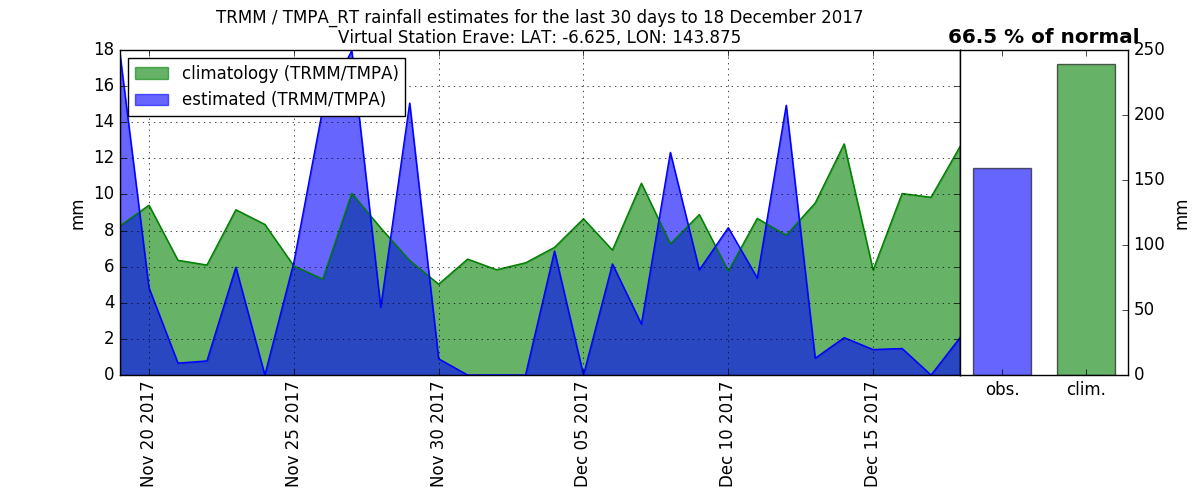 TRMM / TMPA_RT rainfall estimates for the last 30 days to 18 December 2017
Virtual Station Erave: LAT: -6.625, LON: 143.875
66.5 % of normal
climatology (TRMM/TMPA)
estimated (TRMM/TMPA)
mm
18
16
14
12
10
8
6
4
2
0
Nov 20 2017
Nov 25 2017
Nov 30 2017
Dec 05 2017
Dec 10 2017
Dec 15 2017
obs.
clim.
250
200
150
100
50
0
mm